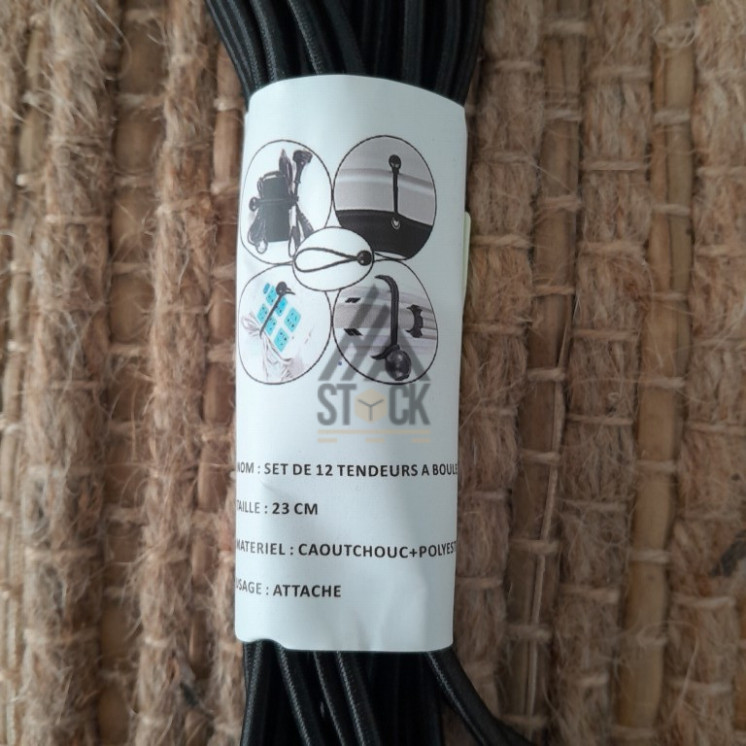 STOCK
NOM : SET DE 12 TENDEURS A BOULE
TAILLE : 23 CM
MATERIEL : CAOUTCHOUC+POLYEST
USAGE : ATTACHE